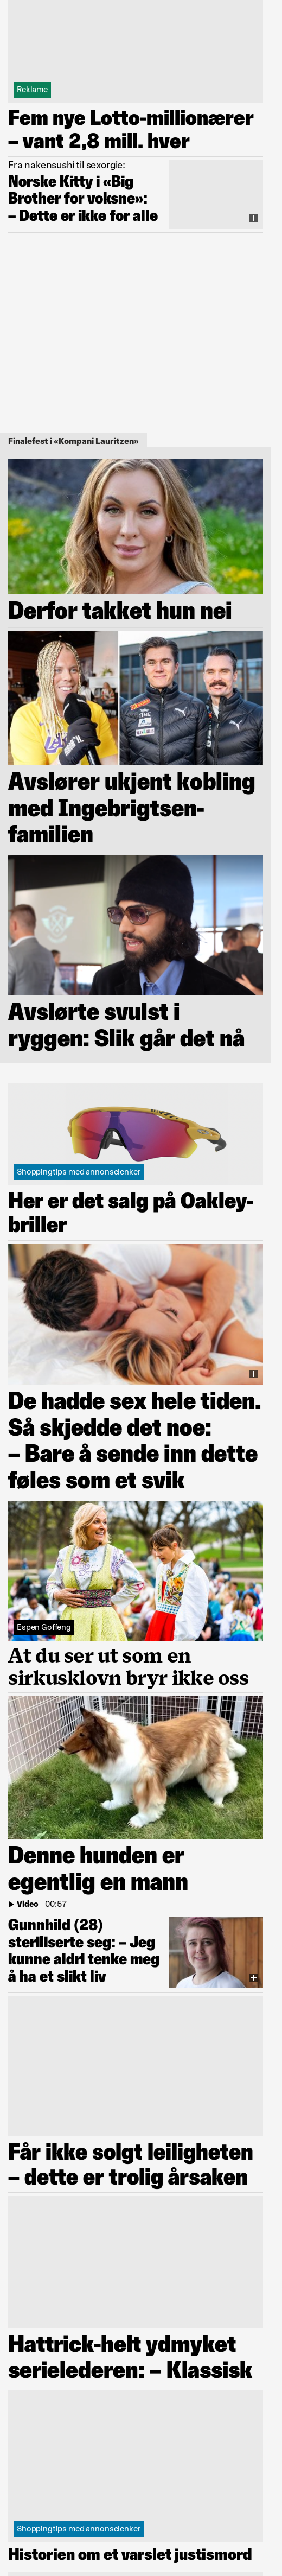 Reklame
Fem nye Lotto-millionærer
– vant 2,8 mill. hver
Fra nakensushi til sexorgie:
Norske Kitty i «Big
Brother for voksne»:
– Dette er ikke for alle
Finalefest i «Kompani Lauritzen»
Derfor takket hun nei
Avslører ukjent kobling
med Ingebrigtsen-
familien
Avslørte svulst i
ryggen: Slik går det nå
Shoppingtips med annonselenker
Her er det salg på Oakley-
briller
De hadde sex hele tiden.
Så skjedde det noe:
– Bare å sende inn dette
føles som et svik
Espen Goffeng
At du ser ut som en
sirkusklovn bryr ikke oss
Denne hunden er
egentlig en mann
Video | 00:57
Gunnhild (28)
steriliserte seg: – Jeg
kunne aldri tenke meg
å ha et slikt liv
Får ikke solgt leiligheten
– dette er trolig årsaken
Hattrick-helt ydmyket
serielederen: – Klassisk
Shoppingtips med annonselenker
Historien om et varslet justismord